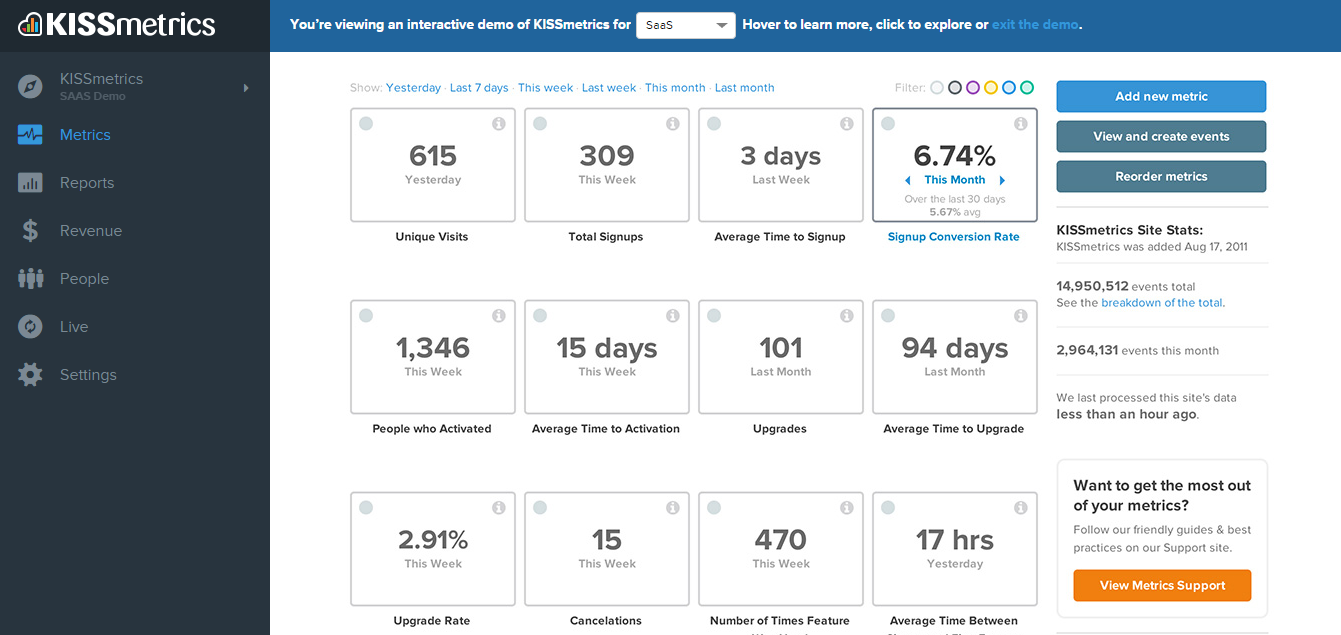 KISSmetrics
You're viewing an interactive demo of KISSmetrics for SaaS Hover to learn more, click to explore or exit the demo.
KISSmetrics
SAAS Demo
Metrics
Reports
Revenue
People
Live
Settings
Show: Yesterday · Last 7 days · This week · Last week · This month · Last month
Filter:
615
Yesterday
Unique Visits
309
This Week
Total Signups
3 days
Last Week
Average Time to Signup
6.74%
This Month
Over the last 30 days
5.67% avg
Signup Conversion Rate
1,346
This Week
People who Activated
15 days
This Week
Average Time to Activation
101
Last Month
Upgrades
94 days
Last Month
Average Time to Upgrade
2.91%
This Week
Upgrade Rate
15
This Week
Cancelations
470
This Week
Number of Times Feature
17 hrs
Yesterday
Average Time Between
Add new metric
View and create events
Reorder metrics
KISSmetrics Site Stats:
KISSmetrics was added Aug 17, 2011
14,950,512 events total
See the breakdown of the total.
2,964,131 events this month
We last processed this site's data
less than an hour ago.
Want to get the most out
of your metrics?
Follow our friendly guides & best
practices on our Support site.
View Metrics Support